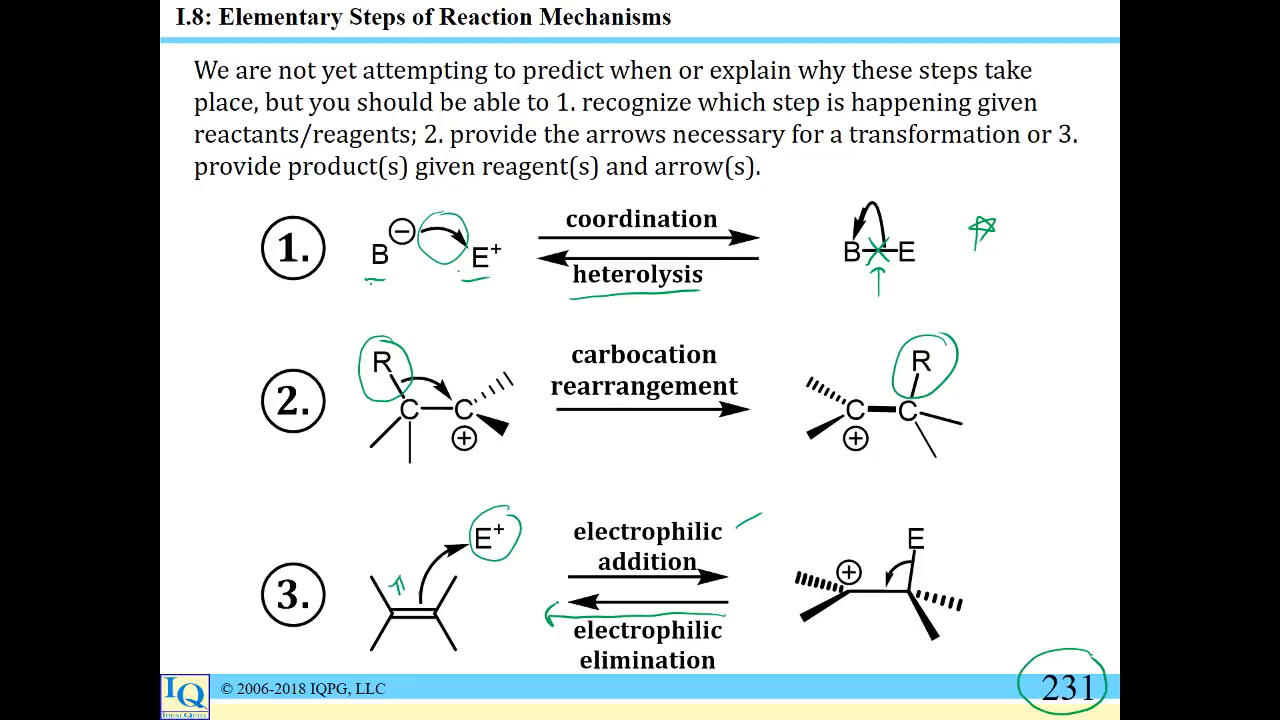 I.8: Elementary Steps of Reaction Mechanisms
We are not yet attempting to predict when or explain why these steps take
place, but you should be able to 1. recognize which step is happening given
reactants/reagents; 2. provide the arrows necessary for a transformation or 3.
provide product(s) given reagent(s) and arrow(s).
1.
B − E+
coordination
heterolysis
B E
2.
R
C C
+
carbocation
rearrangement
R
C C
+
3.
E+
π
electrophilic
addition
electrophilic
elimination
E
+
IQ
IDEAL QUILL
© 2006-2018 IQPG, LLC
231